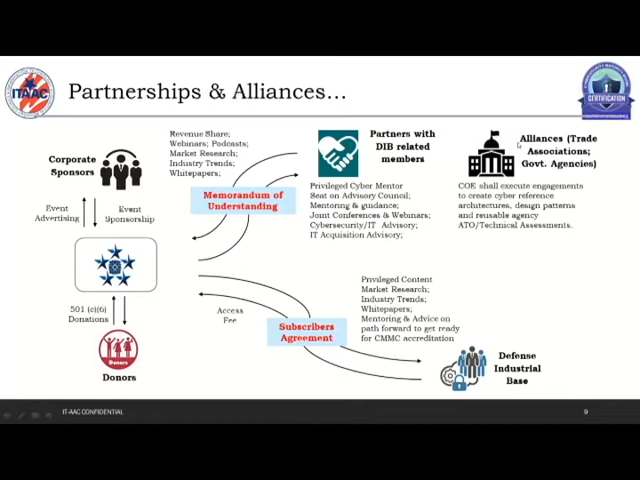 ITAAC
Partnerships & Alliances…
CERTIFICATION
Corporate
Sponsors
Event
Advertising
Event
Sponsorship
501 (c)(6)
Donations
Donors
Donors
Revenue Share;
Webinars; Podcasts;
Market Research;
Industry Trends;
Whitepapers;
Memorandum of
Understanding
Partners with
DIB related
members
Privileged Cyber Mentor
Seat on Advisory Council;
Mentoring & guidance;
Joint Conferences & Webinars;
Cybersecurity/IT Advisory;
IT Acquisition Advisory;
Alliances (Trade
Associations;
Govt. Agencies)
COE shall execute engagements
to create cyber reference
architectures, design patterns
and reusable agency
ATO/Technical Assessments.
Access
Fee
Subscribers
Agreement
Privileged Content
Market Research;
Industry Trends;
Whitepapers;
Mentoring & Advice on
path forward to get ready
for CMMC accreditation
Defense
Industrial
Base
IT-AAC CONFIDENTIAL
9